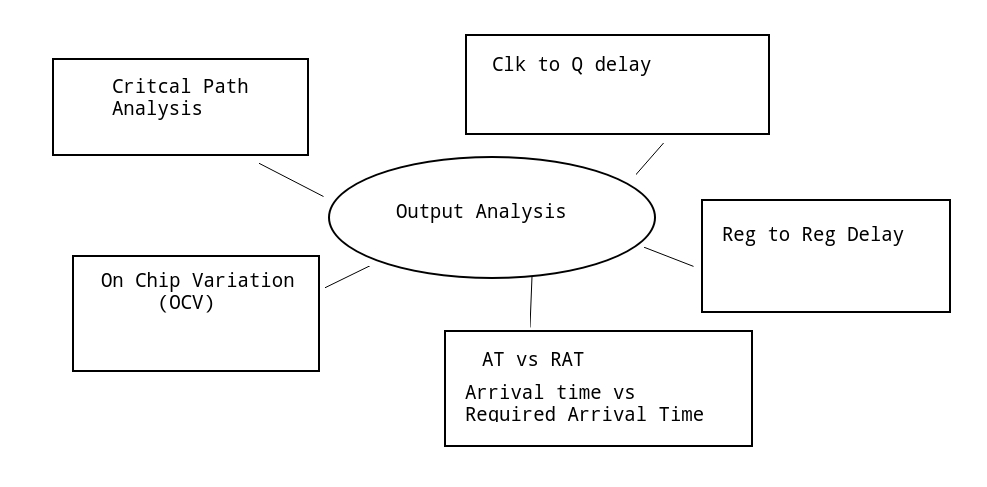 Critcal Path
Analysis
Clk to Q delay
Output Analysis
Reg to Reg Delay
On Chip Variation
(OCV)
AT vs RAT
Arrival time vs
Required Arrival Time